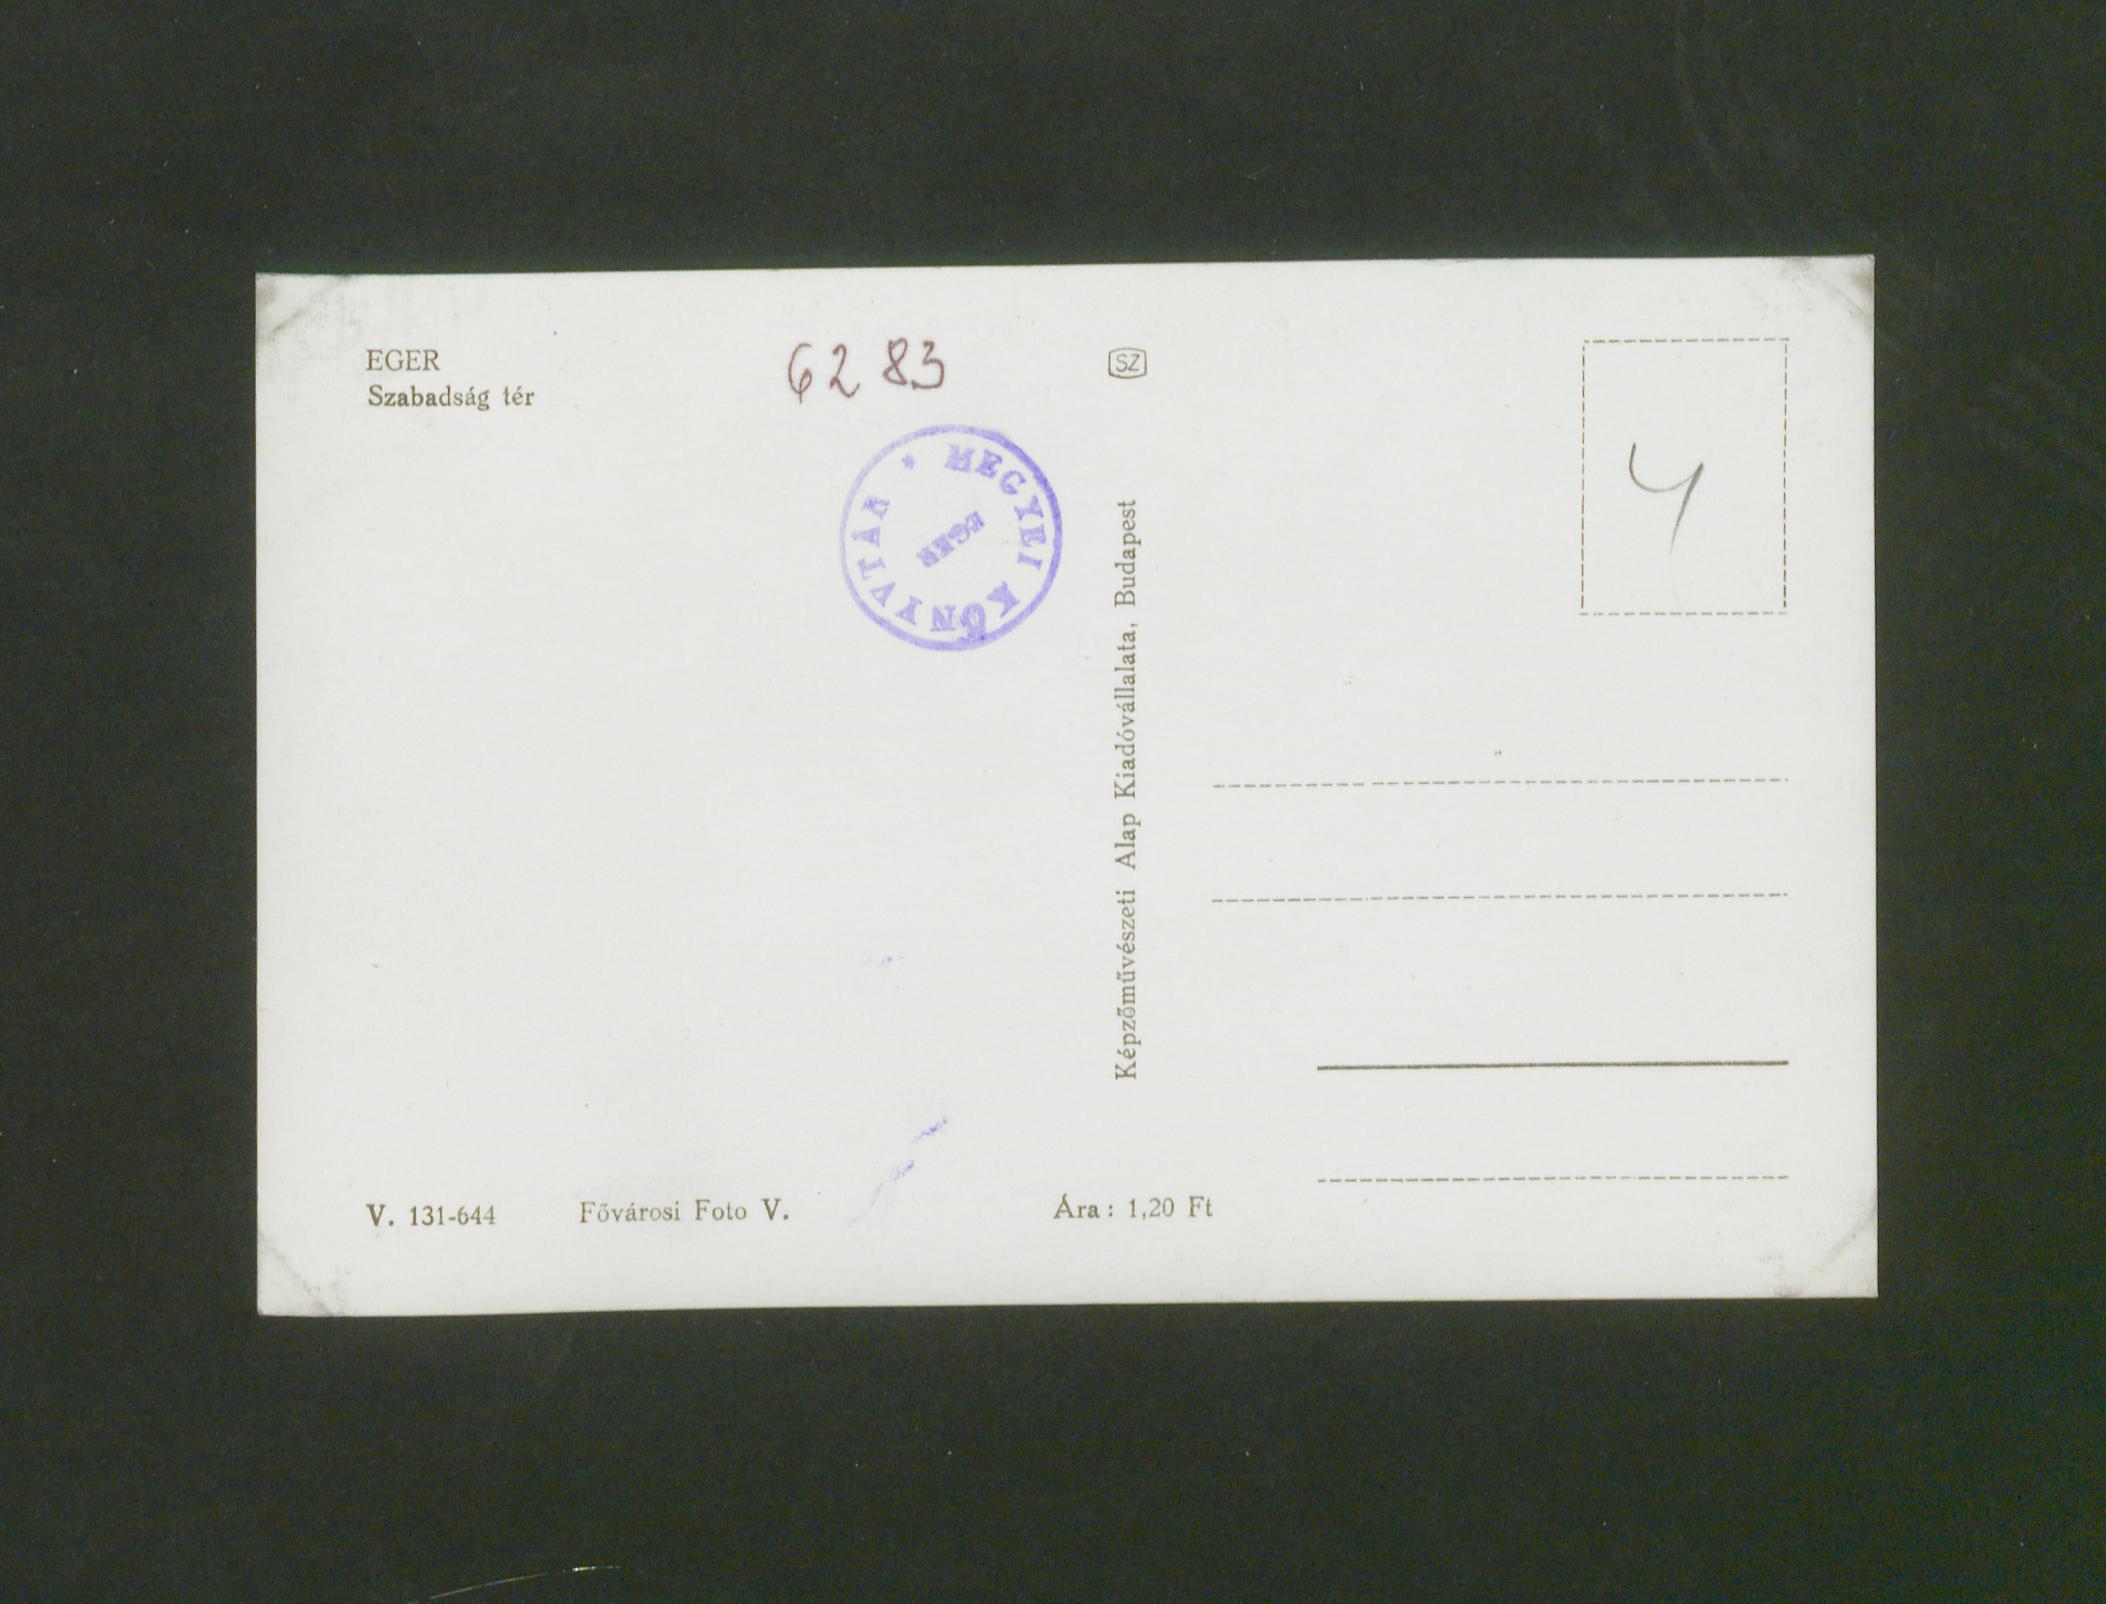 EGER
Szabadság tér
6283
SZ
MEGYEI KÖNYVTÁR *
EGER
4
Képzőművészeti Alap Kiadóvállalata, Budapest
V. 131-644 Fővárosi Foto V. Ára: 1,20 Ft